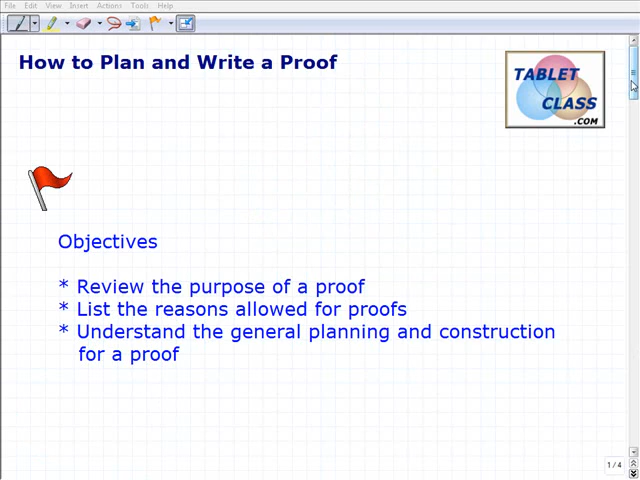 File Edit View Insert Actions Tools Help
How to Plan and Write a Proof
TABLET
CLASS
.COM
Objectives
* Review the purpose of a proof
* List the reasons allowed for proofs
* Understand the general planning and construction
for a proof
1 / 4